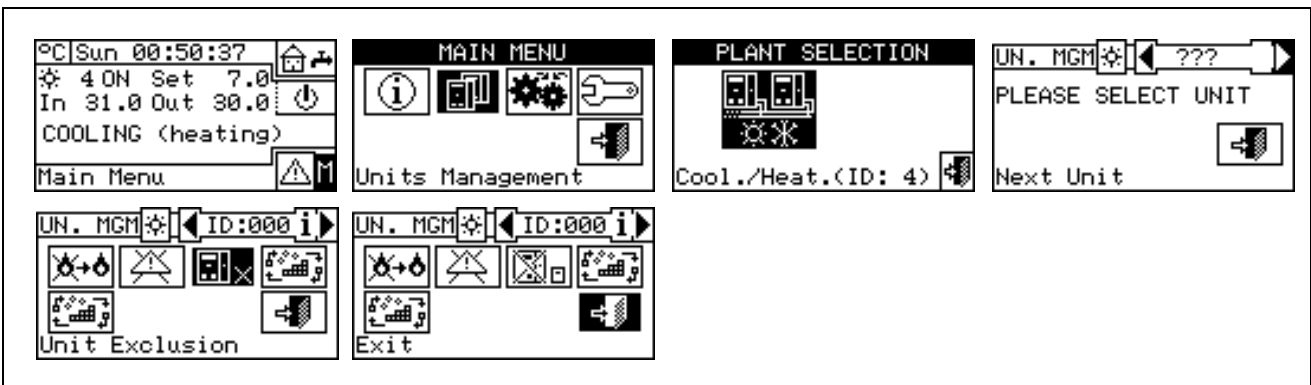 °C Sun 00:50:37
4 ON Set 7.0
In 31.0 Out 30.0
COOLING (heating)
Main Menu M
MAIN MENU
i
Units Management
PLANT SELECTION
Cool./Heat.(ID: 4)
UN. MGM ???
PLEASE SELECT UNIT
Next Unit
UN. MGM ID:000 i
Unit Exclusion
UN. MGM ID:000 i
Exit